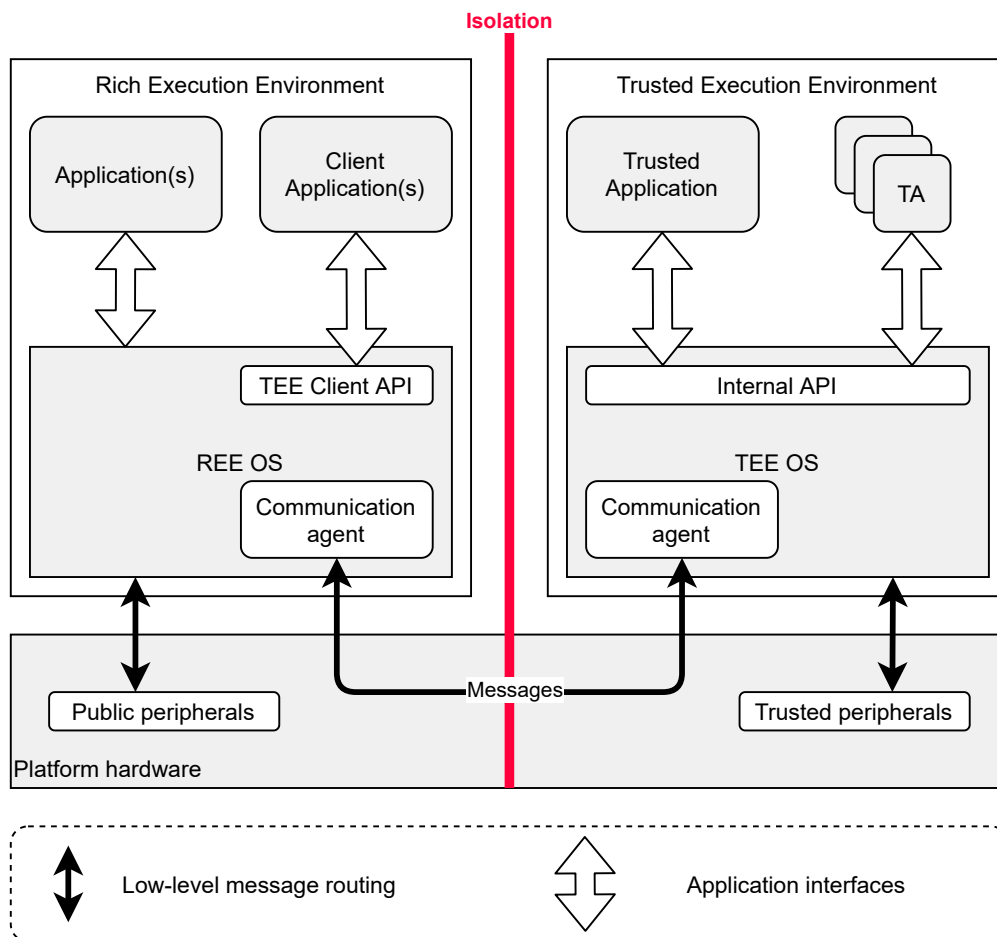 Isolation
Rich Execution Environment
Trusted Execution Environment
Application(s)
Client
Application(s)
Trusted
Application
TA
TEE Client API
Internal API
REE OS
TEE OS
Communication
agent
Communication
agent
Messages
Public peripherals
Trusted peripherals
Platform hardware
Low-level message routing
Application interfaces